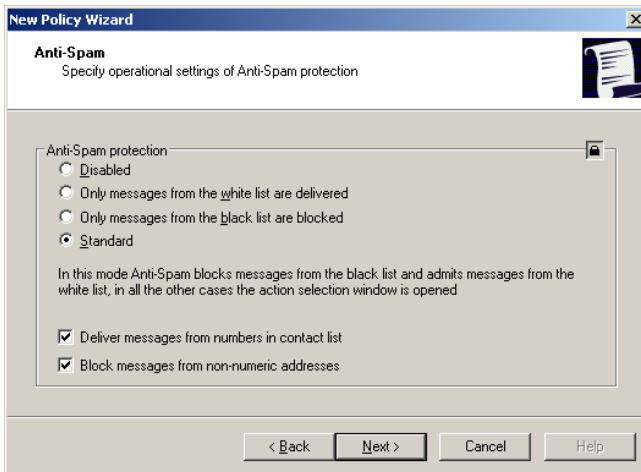 New Policy Wizard
Anti-Spam
Specify operational settings of Anti-Spam protection
Anti-Spam protection
Disabled
Only messages from the white list are delivered
Only messages from the black list are blocked
Standard
In this mode Anti-Spam blocks messages from the black list and admits messages from the
white list, in all the other cases the action selection window is opened
Deliver messages from numbers in contact list
Block messages from non-numeric addresses
< Back Next > Cancel Help